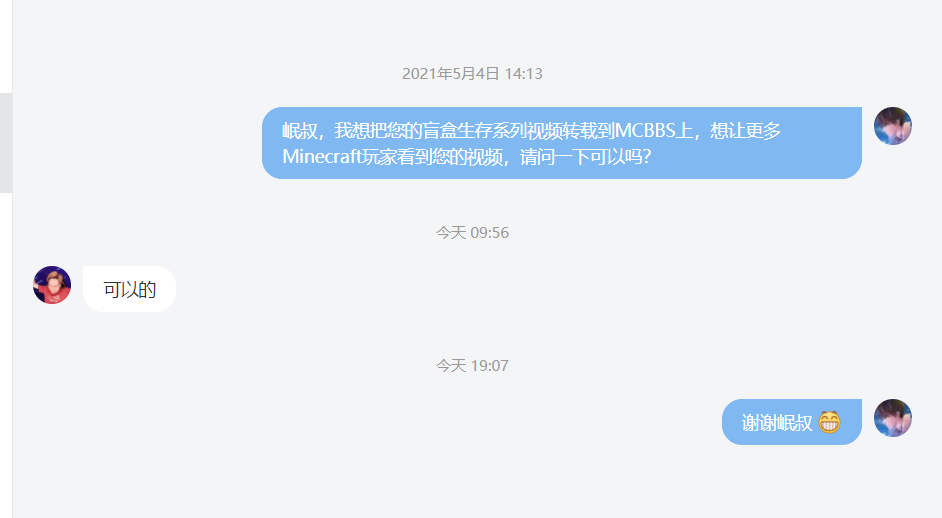 2021年5月4日 14:13
岷叔，我想把您的盲盒生存系列视频转载到MCBBS上，想让更多
Minecraft玩家看到您的视频，请问一下可以吗?
今天 09:56
可以的
今天 19:07
谢谢岷叔 😁